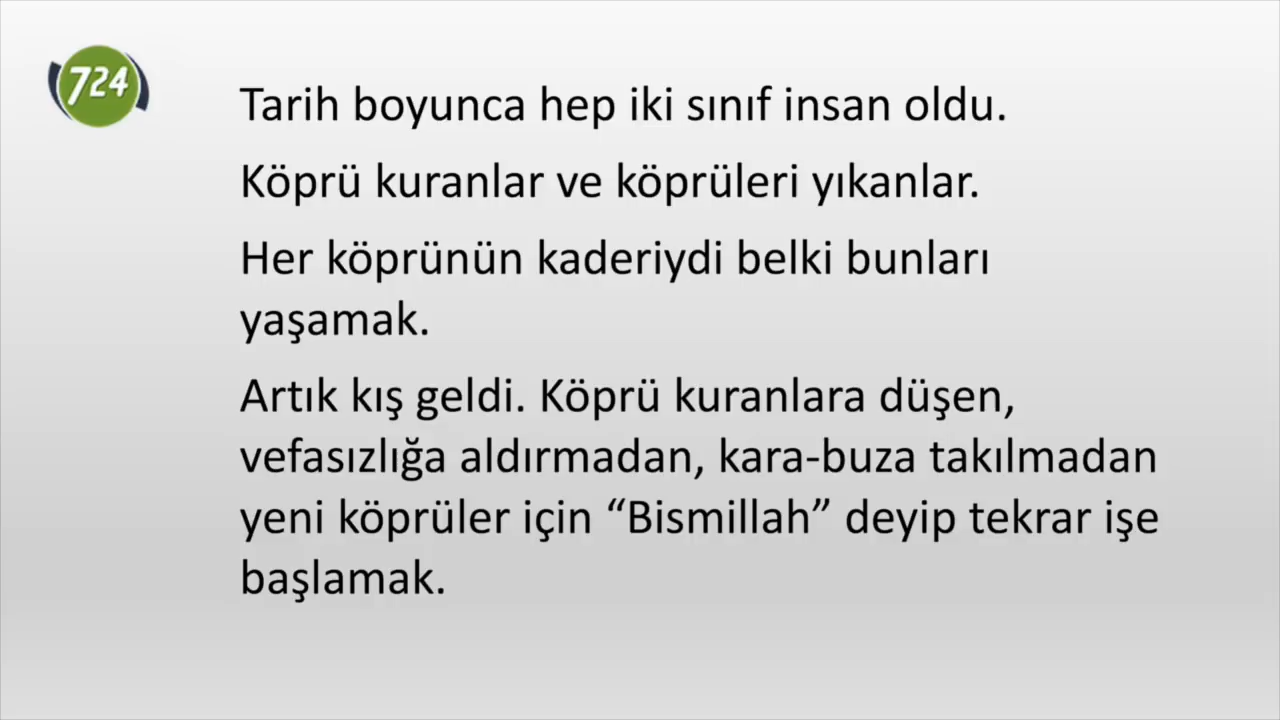 724
Tarih boyunca hep iki sınıf insan oldu.
Köprü kuranlar ve köprüleri yıkanlar.
Her köprünün kaderiydi belki bunları
yaşamak.
Artık kış geldi. Köprü kuranlara düşen,
vefasızlığa aldırmadan, kara-buza takılmadan
yeni köprüler için “Bismillah” deyip tekrar işe
başlamak.